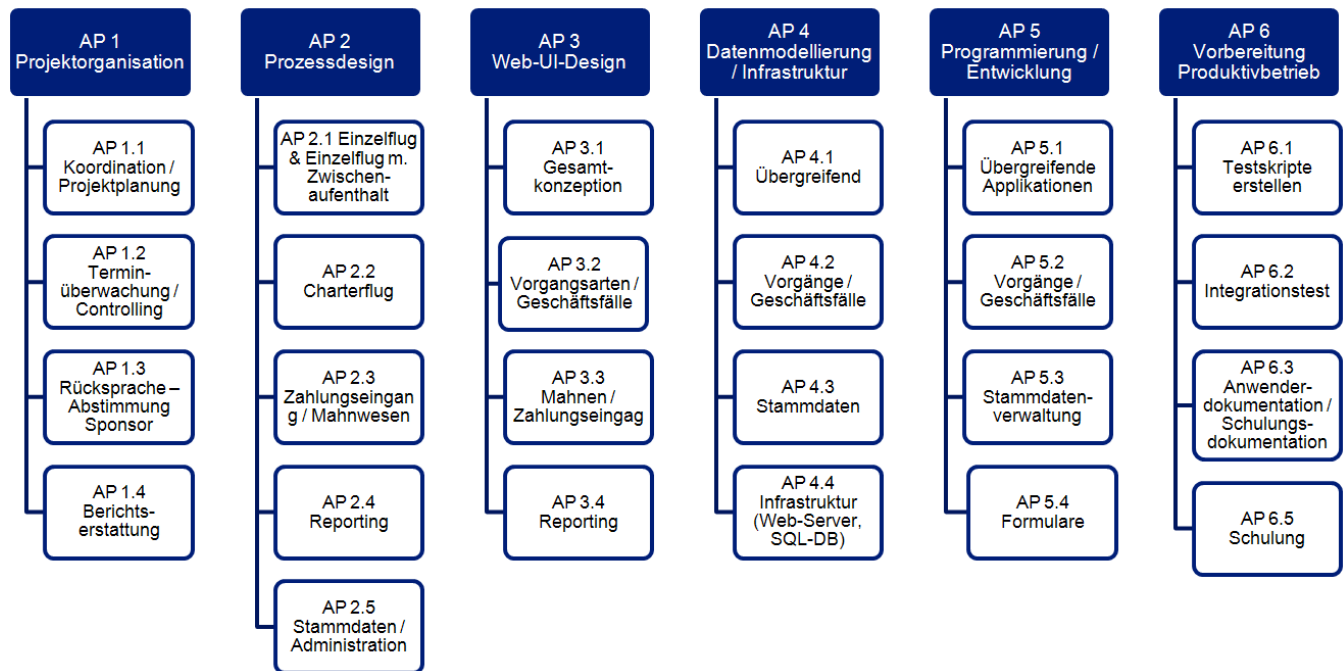 AP 1
Projektorganisation
AP 1.1
Koordination /
Projektplanung
AP 1.2
Termin-
überwachung /
Controlling
AP 1.3
Rücksprache –
Abstimmung
Sponsor
AP 1.4
Berichts-
erstattung
AP 2
Prozessdesign
AP 2.1 Einzelflug
& Einzelflug m.
Zwischen-
aufenthalt
AP 2.2
Charterflug
AP 2.3
Zahlungseingan
g / Mahnwesen
AP 2.4
Reporting
AP 2.5
Stammdaten /
Administration
AP 3
Web-UI-Design
AP 3.1
Gesamt-
konzeption
AP 3.2
Vorgangsarten /
Geschäftsfälle
AP 3.3
Mahnen /
Zahlungseingag
AP 3.4
Reporting
AP 4
Datenmodellierung
/ Infrastruktur
AP 4.1
Übergreifend
AP 4.2
Vorgänge /
Geschäftsfälle
AP 4.3
Stammdaten
AP 4.4
Infrastruktur
(Web-Server,
SQL-DB)
AP 5
Programmierung /
Entwicklung
AP 5.1
Übergreifende
Applikationen
AP 5.2
Vorgänge /
Geschäftsfälle
AP 5.3
Stammdaten-
verwaltung
AP 5.4
Formulare
AP 6
Vorbereitung
Produktivbetrieb
AP 6.1
Testskripte
erstellen
AP 6.2
Integrationstest
AP 6.3
Anwender-
dokumentation /
Schulungs-
dokumentation
AP 6.5
Schulung